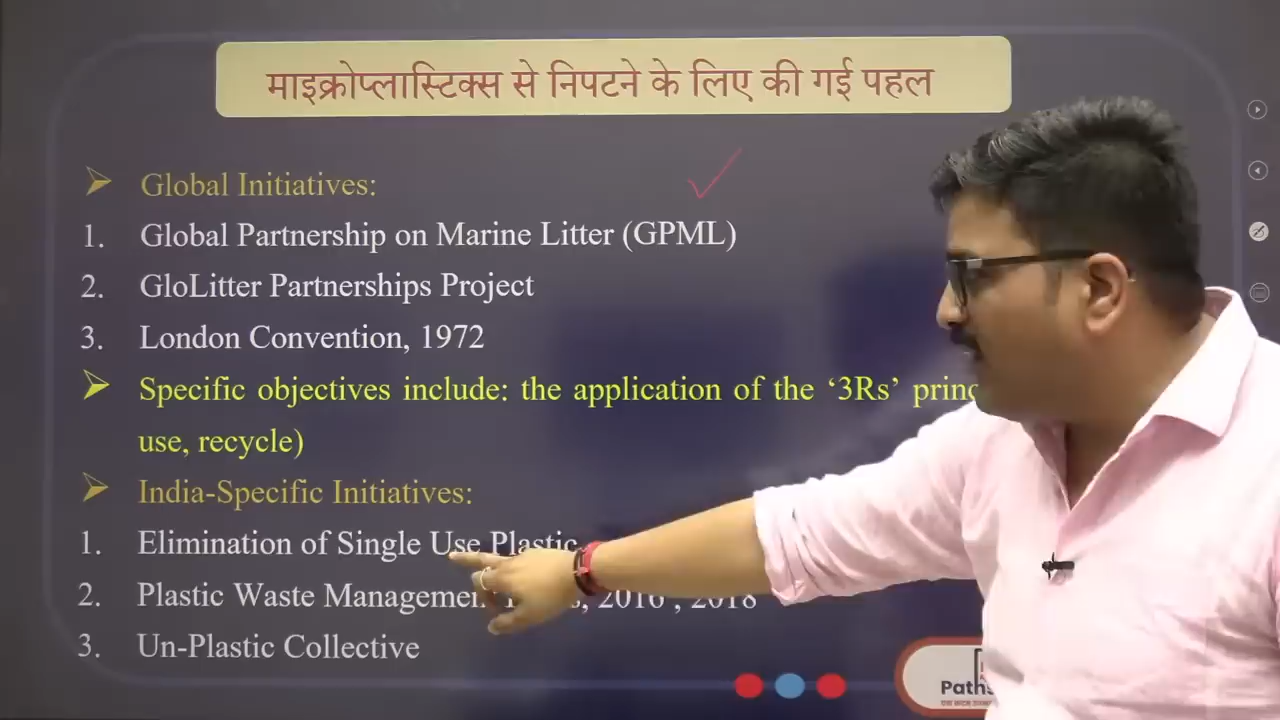 माइक्रोप्लास्टिक्स से निपटने के लिए की गई पहल
➢ Global Initiatives:
1. Global Partnership on Marine Litter (GPML)
2. GloLitter Partnerships Project
3. London Convention, 1972
➢ Specific objectives include: the application of the ‘3Rs’
use, recycle)
➢ India-Specific Initiatives:
1. Elimination of Single Use Plastic
2. Plastic Waste 2016 , 2018
3. Un-Plastic Collective